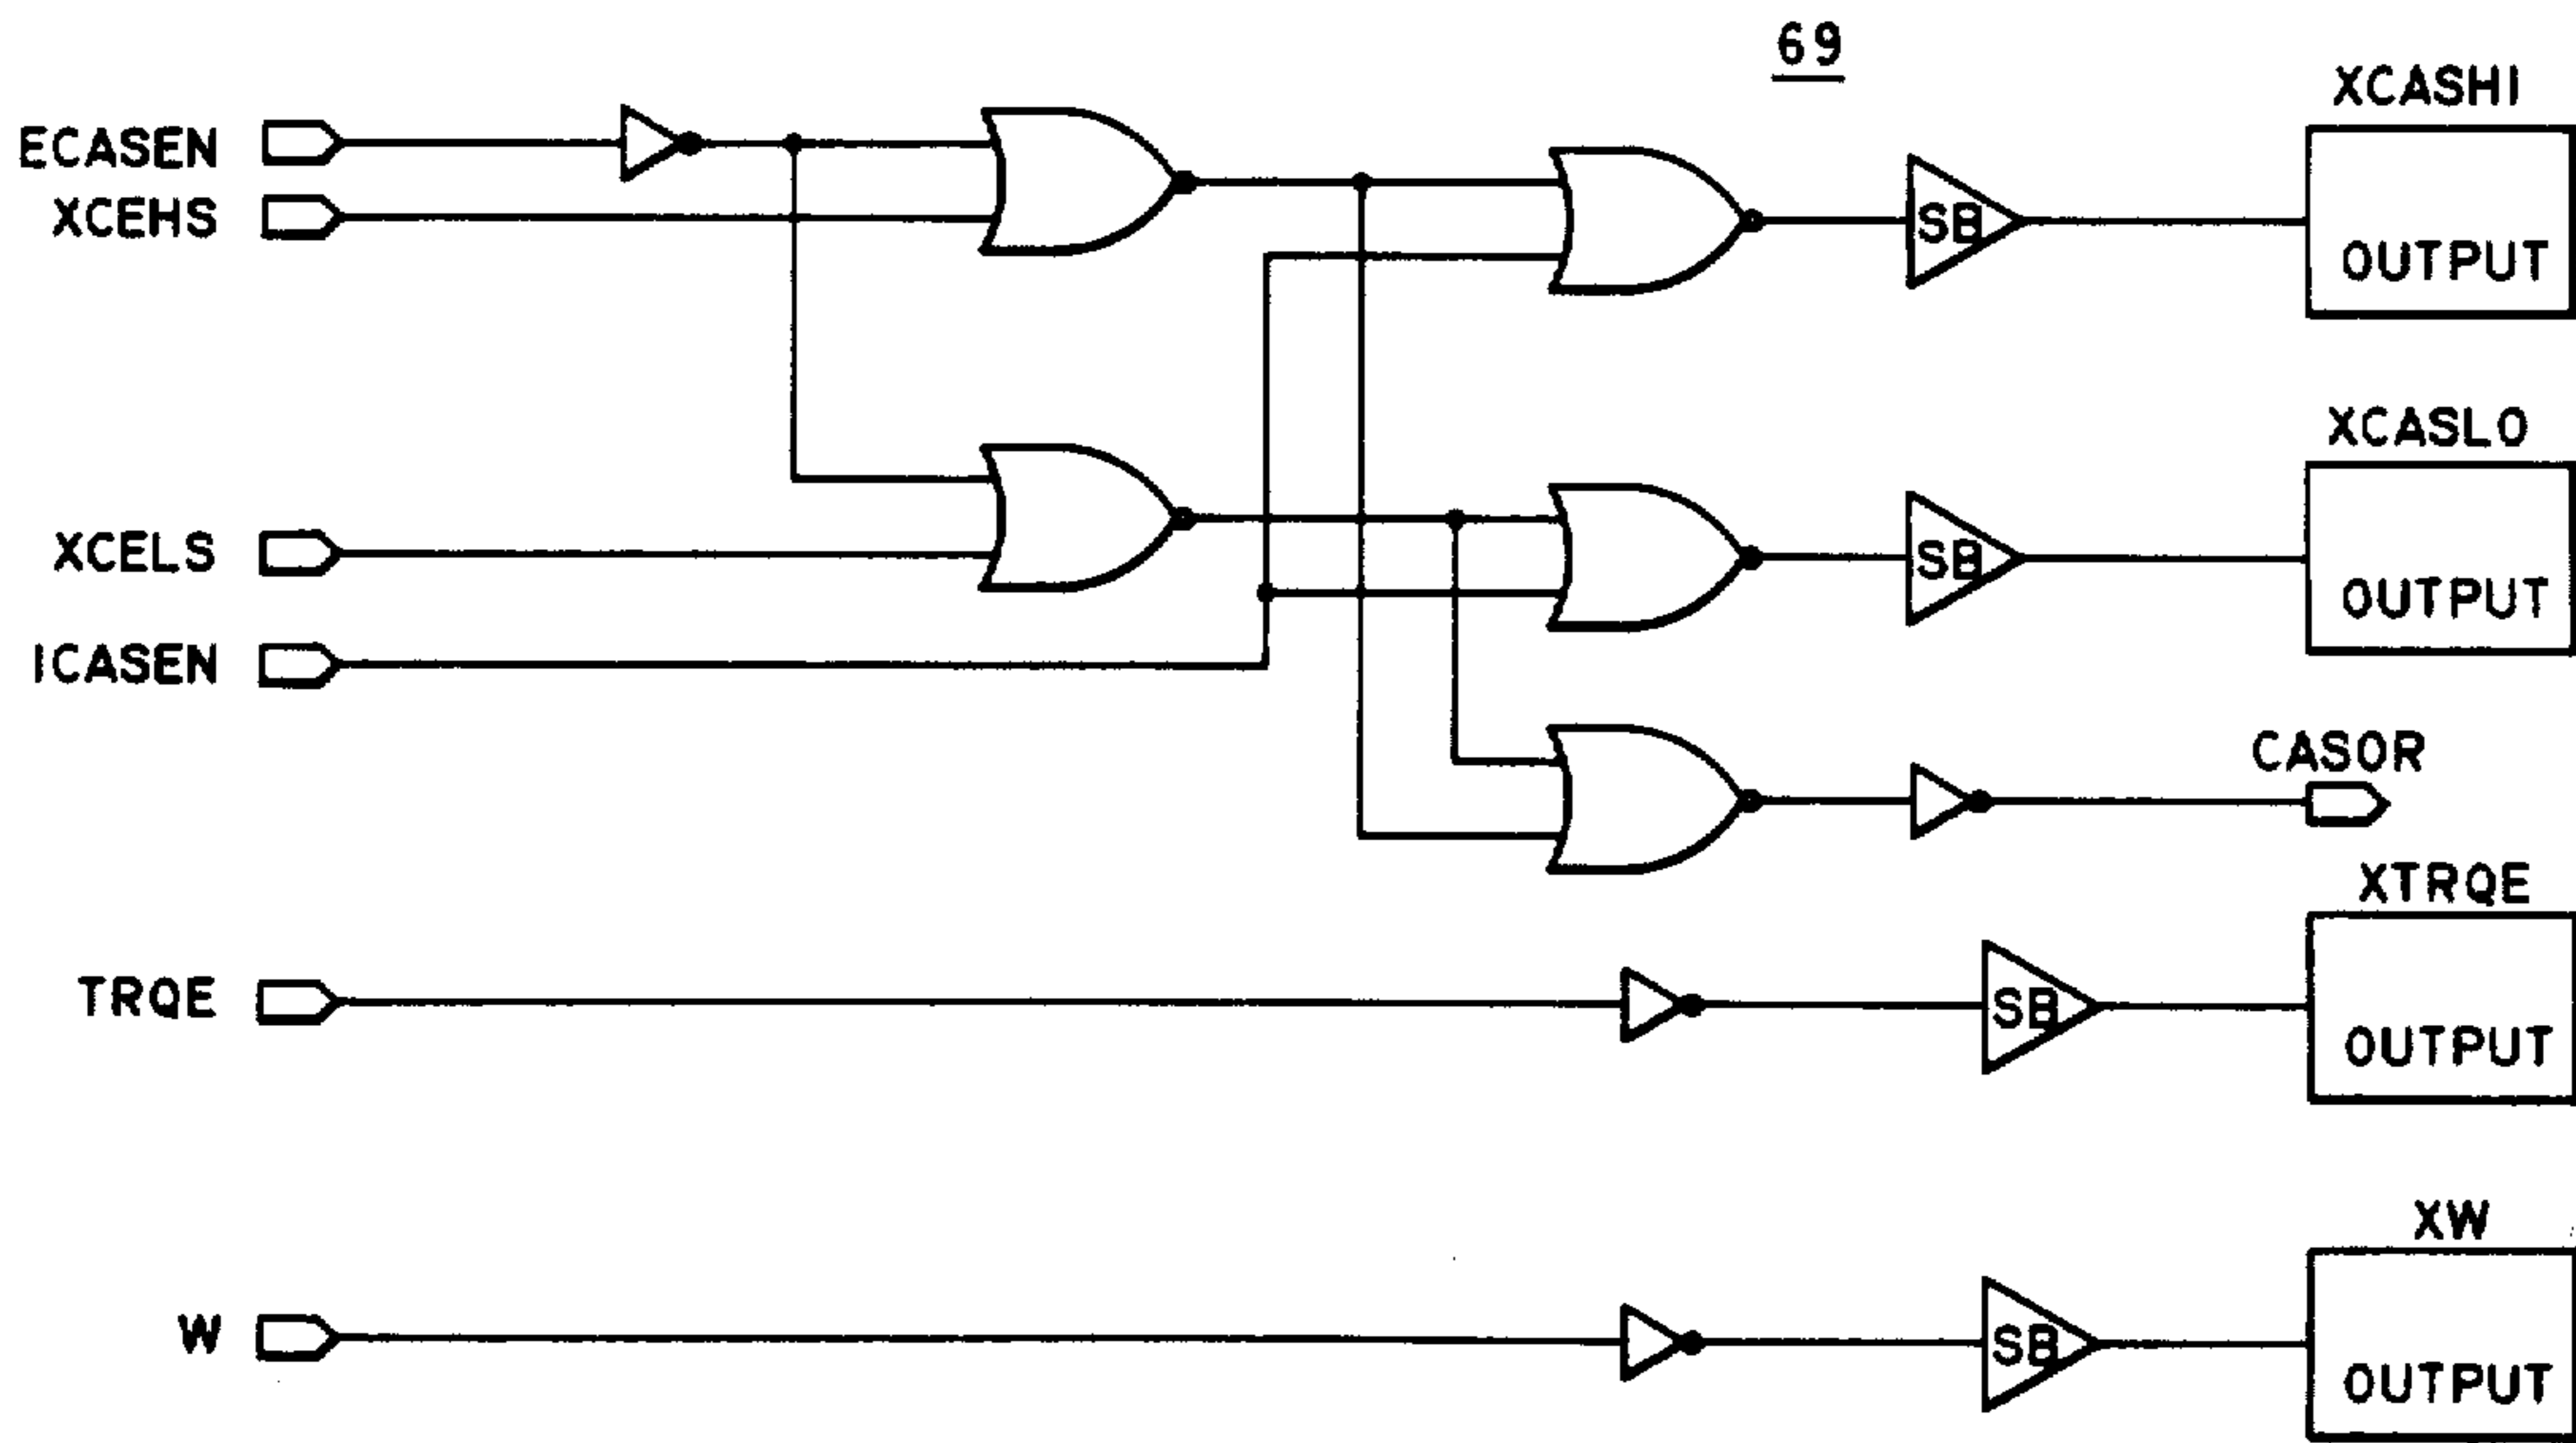 69
XCASHI
ECASEN
XCEHS
SB
OUTPUT
XCASLO
XCELS
SB
OUTPUT
ICASEN
CASOR
XTRQE
TRQE
SB
OUTPUT
XW
W
SB
OUTPUT